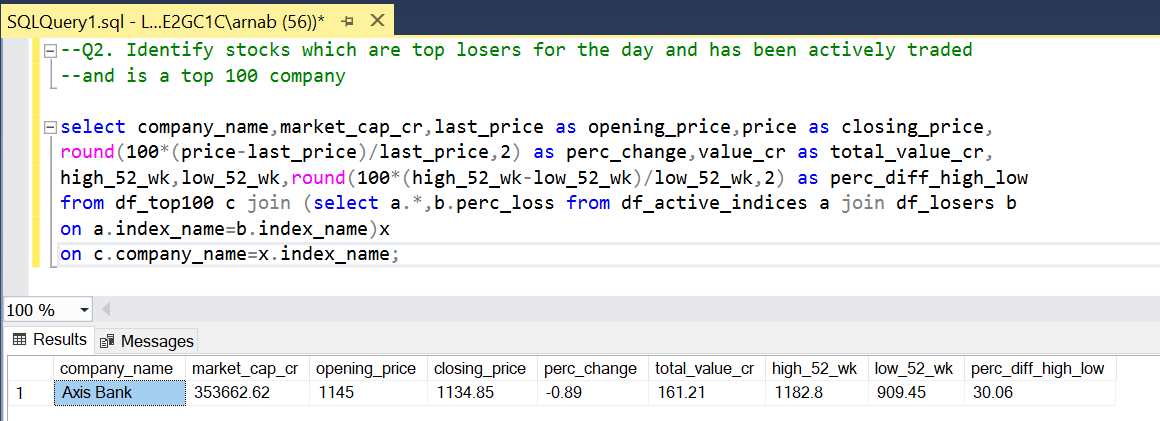 SQLQuery1.sql - L...E2GC1C\arnab (56))*
--Q2. Identify stocks which are top losers for the day and has been actively traded
--and is a top 100 company
select company_name,market_cap_cr,last_price as opening_price,price as closing_price,
round(100*(price-last_price)/last_price,2) as perc_change,value_cr as total_value_cr,
high_52_wk,low_52_wk,round(100*(high_52_wk-low_52_wk)/low_52_wk,2) as perc_diff_high_low
from df_top100 c join (select a.*,b.perc_loss from df_active_indices a join df_losers b
on a.index_name=b.index_name)x
on c.company_name=x.index_name;
100 %
Results Messages
company_name market_cap_cr opening_price closing_price perc_change total_value_cr high_52_wk low_52_wk perc_diff_high_low
1 Axis Bank 353662.62 1145 1134.85 -0.89 161.21 1182.8 909.45 30.06